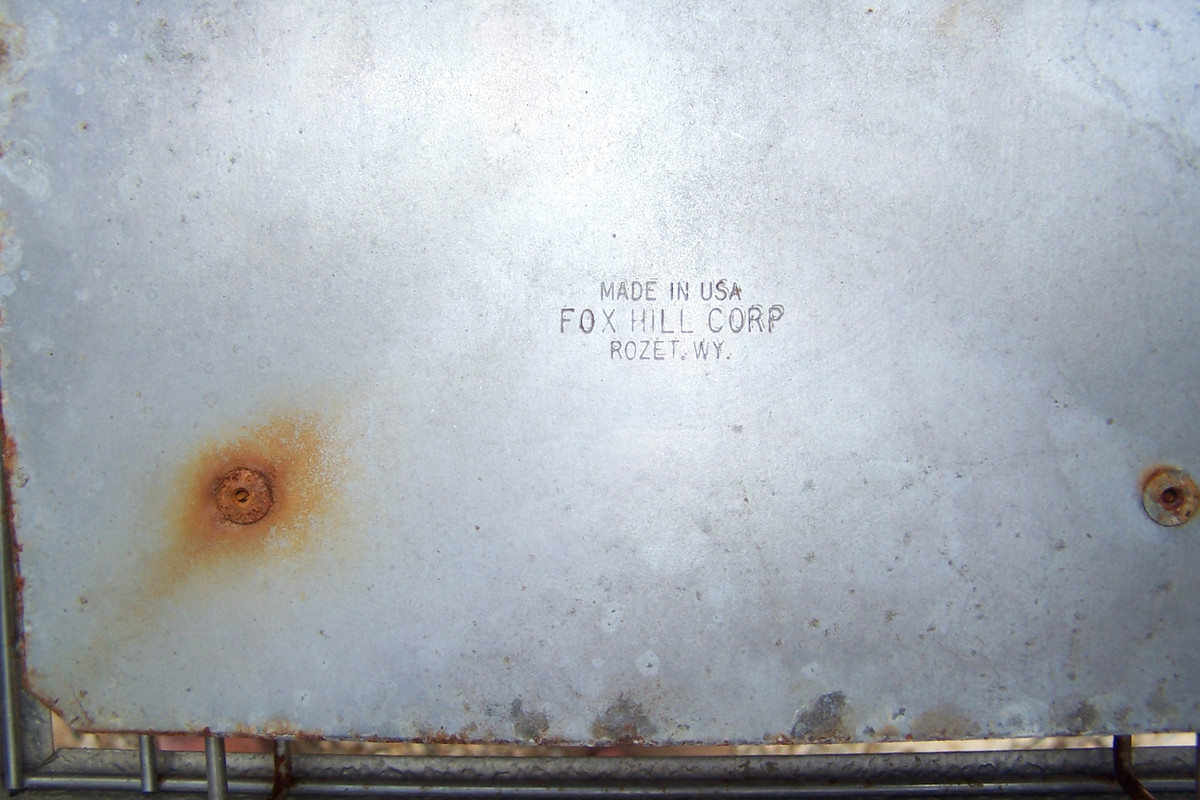 MADE IN USA
FOX HILL CORP
ROZET. WY.